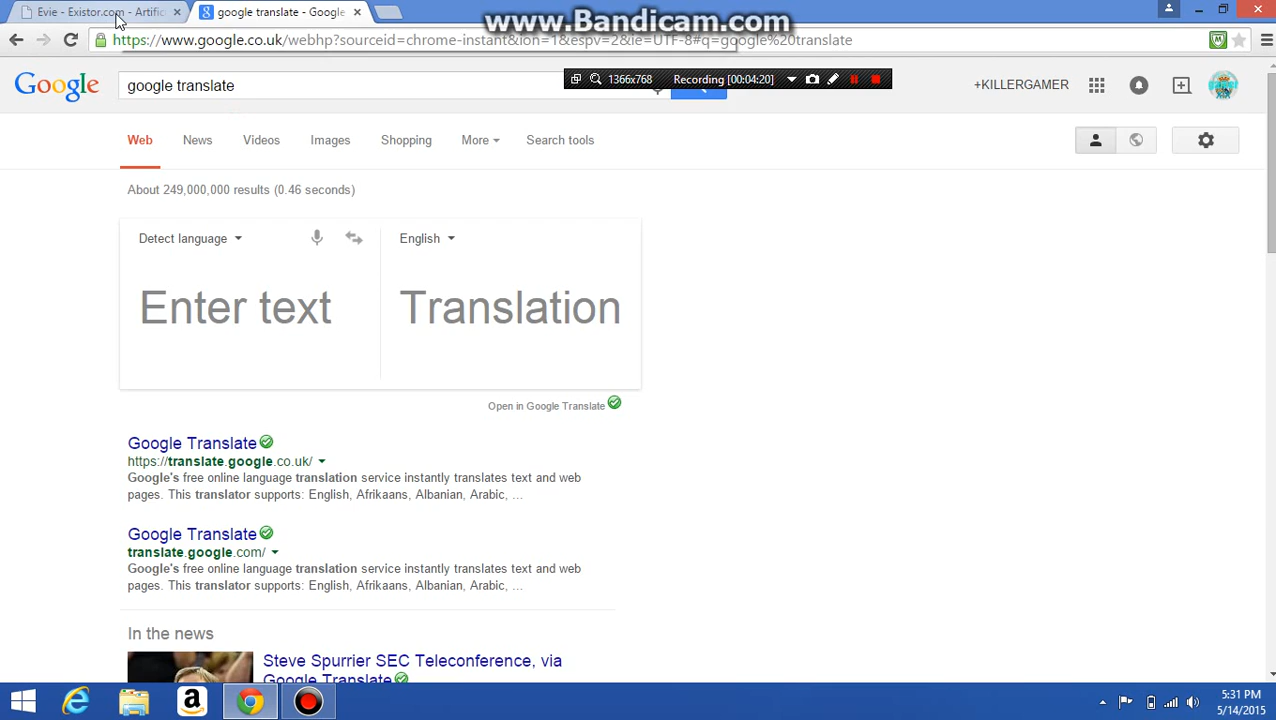 Evie - Existor.com - Artific
google translate - Google
www.Bandicam.com
https://www.google.co.uk/webhp?sourceid=chrome-instant&ion=1&espv=2&ie=UTF-8#q=google%20translate
Google
google translate
1366x768
Recording [00:04:20]
+KILLERGAMER
Web
News
Videos
Images
Shopping
More
Search tools
About 249,000,000 results (0.46 seconds)
Detect language
English
Enter text
Translation
Open in Google Translate
Google Translate
https://translate.google.co.uk/
Google's free online language translation service instantly translates text and web
pages. This translator supports: English, Afrikaans, Albanian, Arabic, ...
Google Translate
translate.google.com/
Google's free online language translation service instantly translates text and web
pages. This translator supports: English, Afrikaans, Albanian, Arabic, ...
In the news
Steve Spurrier SEC Teleconference, via
Google Translate
5:31 PM
5/14/2015